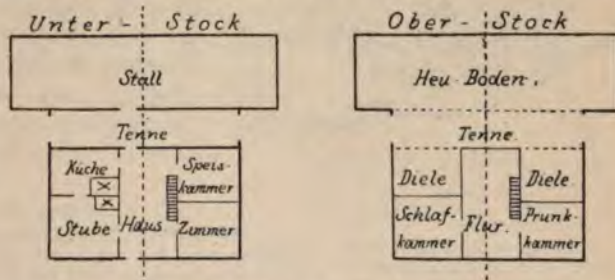 Unter - Stock
Stall
Tenne
Küche
Speis-
kammer
Stube
Haus
Zimmer
Ober - Stock
Heu-Boden.
Tenne.
Diele
Diele
Schlaf-
kammer
Flur.
Prunk-
kammer